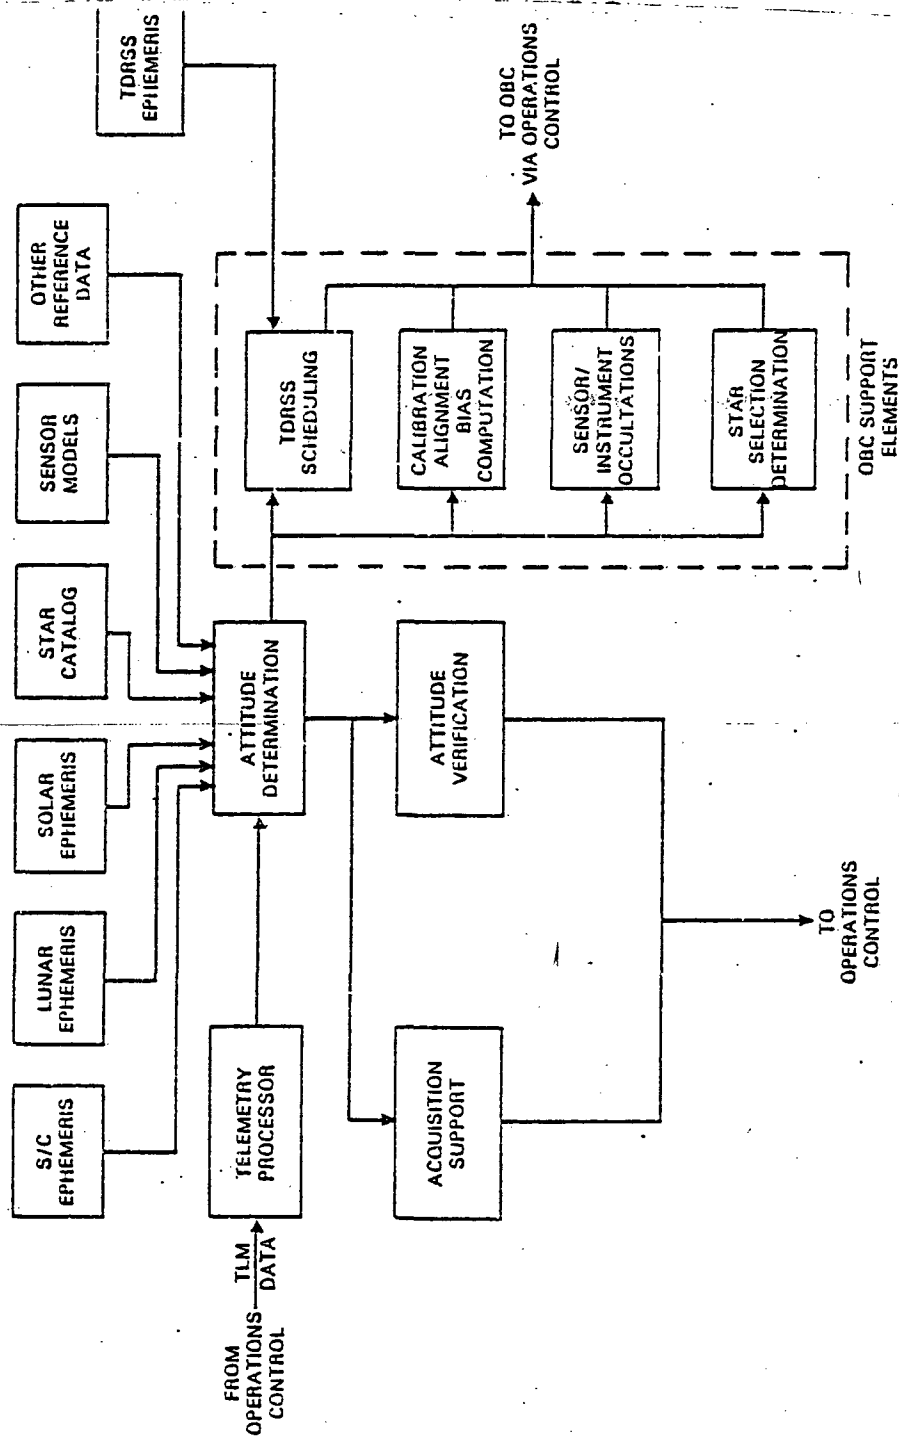 S/C
EPHEMERIS
LUNAR
EPHEMERIS
SOLAR
EPHEMERIS
STAR
CATALOG
SENSOR
MODELS
OTHER
REFERENCE
DATA
TDRSS
EPHEMERIS
FROM
OPERATIONS
CONTROL
TLM
DATA
TELEMETRY
PROCESSOR
ATTITUDE
DETERMINATION
TDRSS
SCHEDULING
CALIBRATION
ALIGNMENT
BIAS
COMPUTATION
SENSOR/
INSTRUMENT
OCCULTATIONS
STAR
SELECTION
DETERMINATION
OBC SUPPORT
ELEMENTS
TO OBC
VIA OPERATIONS
CONTROL
ACQUISITION
SUPPORT
ATTITUDE
VERIFICATION
TO
OPERATIONS
CONTROL